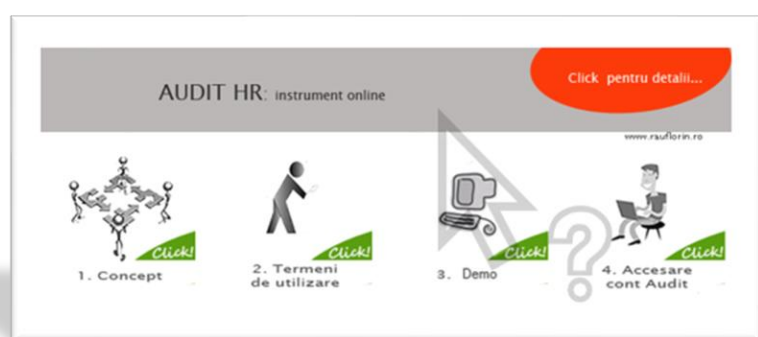 AUDIT HR: instrument online
Click pentru detalii...
www.rauflorin.ro
Click!
Click!
Click!
Click!
1. Concept
2. Termeni
de utilizare
3. Demo
4. Accesare
cont Audit